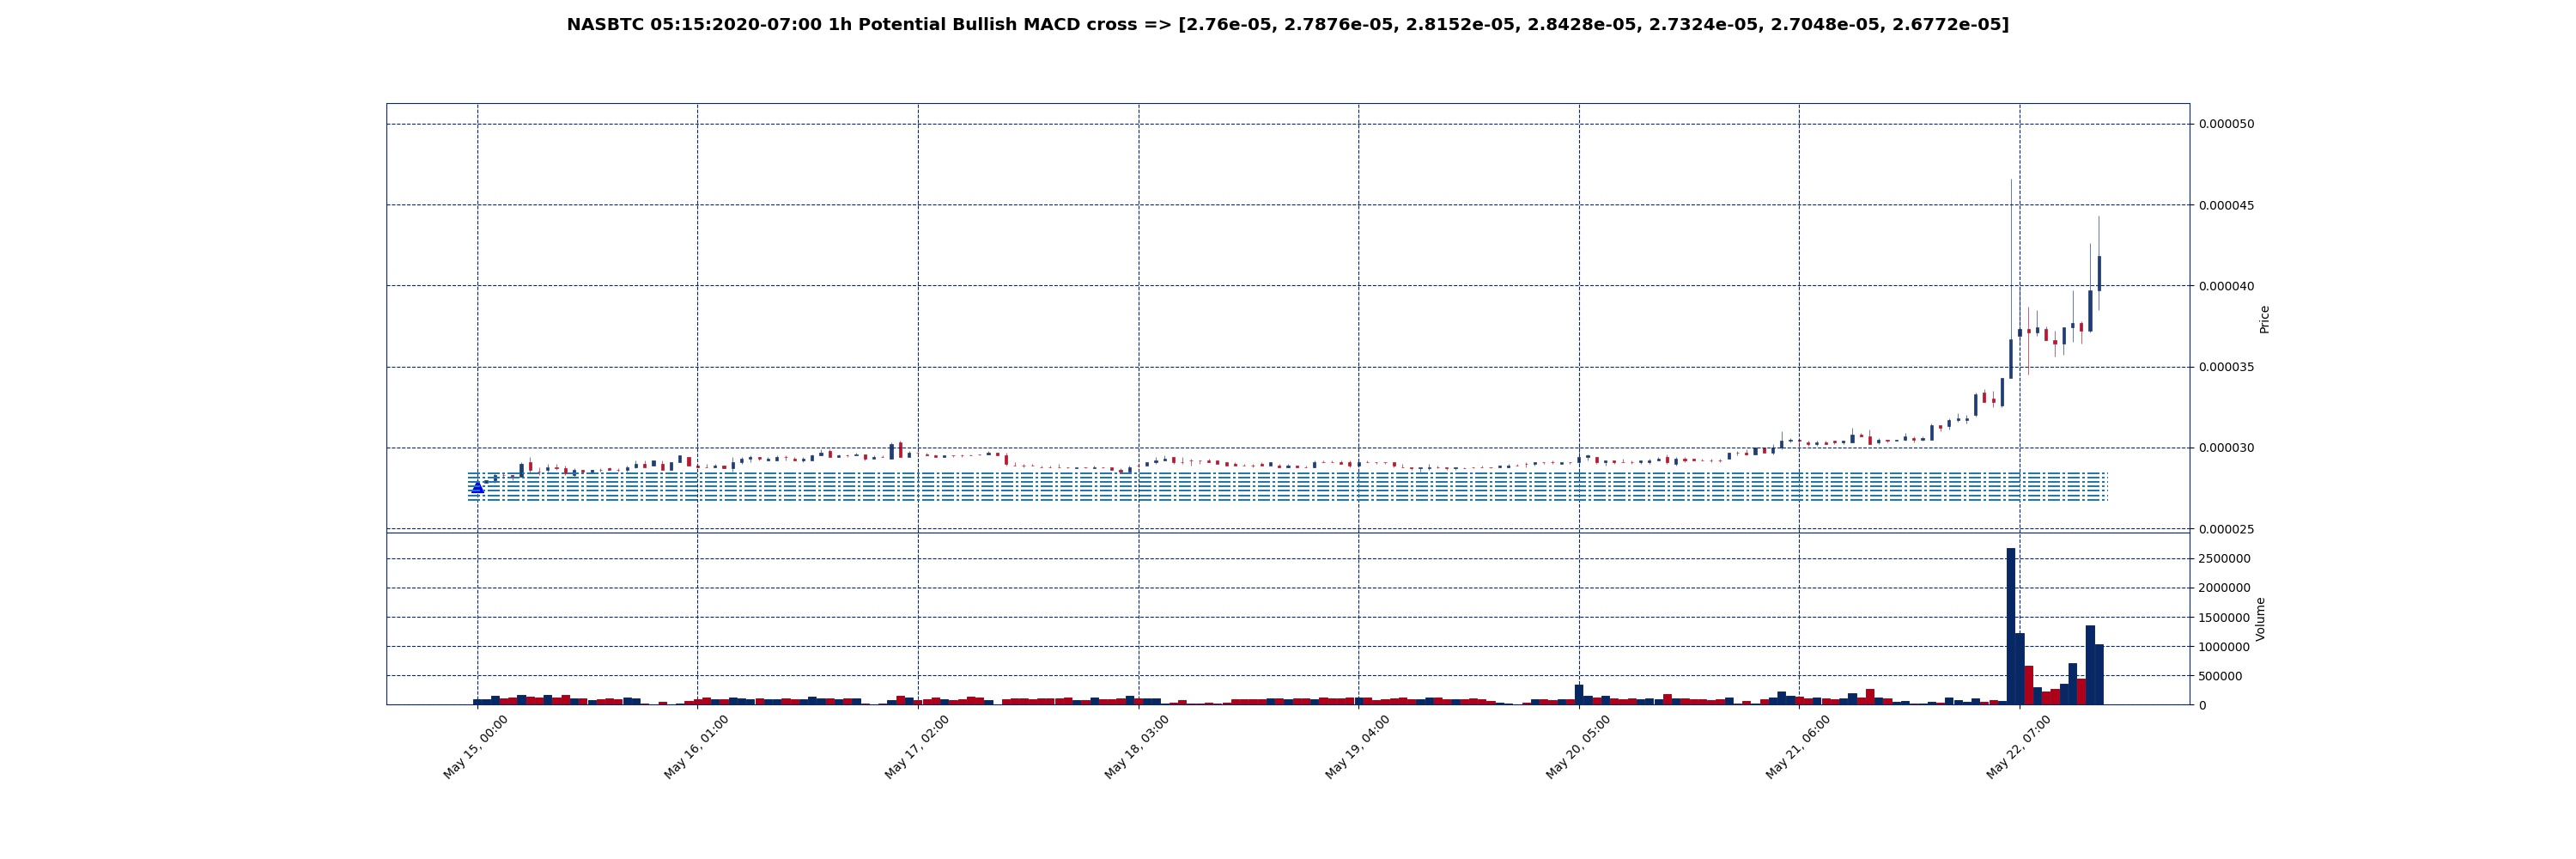 NASBTC 05:15:2020-07:00 1h Potential Bullish MACD cross => [2.76e-05, 2.7876e-05, 2.8152e-05, 2.8428e-05, 2.7324e-05, 2.7048e-05, 2.6772e-05]
0.000050
0.000045
0.000040
0.000035
0.000030
0.000025
Price
2500000
2000000
1500000
1000000
500000
0
Volume
May 15, 00:00
May 16, 01:00
May 17, 02:00
May 18, 03:00
May 19, 04:00
May 20, 05:00
May 21, 06:00
May 22, 07:00